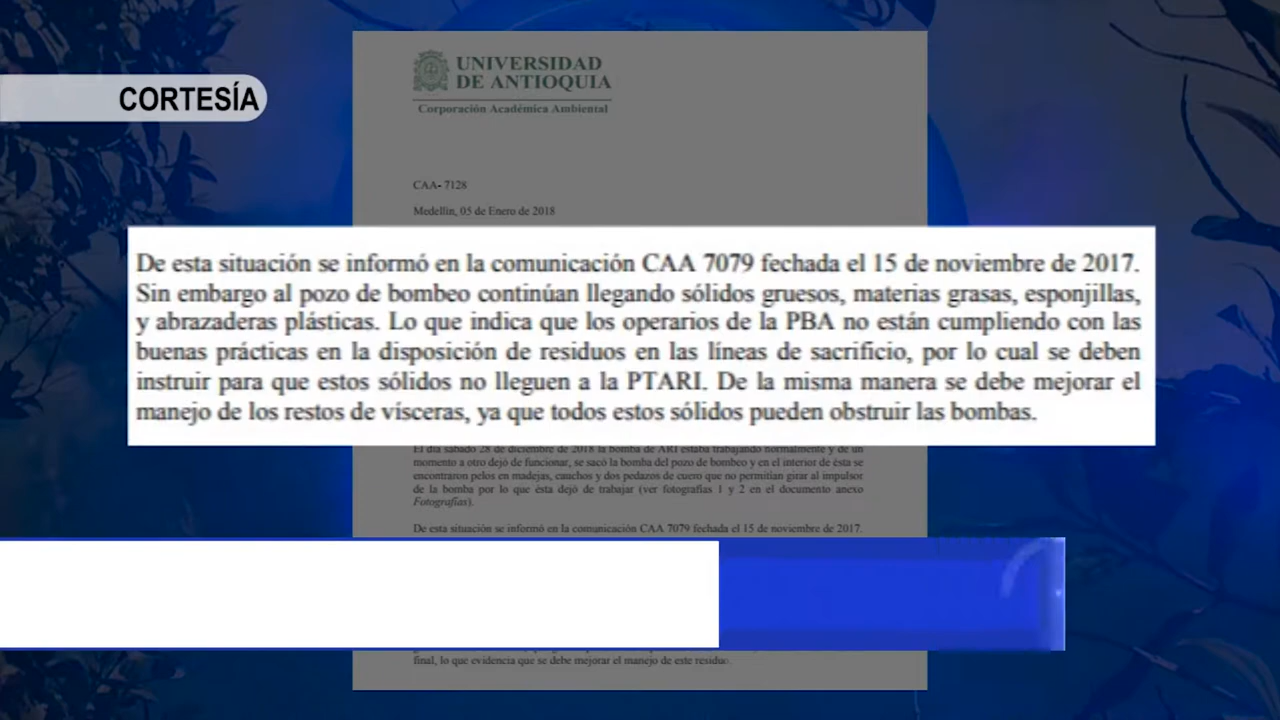 UNIVERSIDAD
DE ANTIOQUIA
Corporación Académica Ambiental
CORTESÍA
CAA- 7128
Medellín, 05 de Enero de 2018
De esta situación se informó en la comunicación CAA 7079 fechada el 15 de noviembre de 2017.
Sin embargo al pozo de bombeo continúan llegando sólidos gruesos, materias grasas, esponjillas,
y abrazaderas plásticas. Lo que indica que los operarios de la PBA no están cumpliendo con las
buenas prácticas en la disposición de residuos en las líneas de sacrificio, por lo cual se deben
instruir para que estos sólidos no lleguen a la PTARI. De la misma manera se debe mejorar el
manejo de los restos de vísceras, ya que todos estos sólidos pueden obstruir las bombas.
El día sábado 28 de diciembre de 2018 la bomba de ARI estaba trabajando normalmente y de un
momento a otro dejó de funcionar, se sacó la bomba del pozo de bombeo y en el interior de ésta se
encontraron pelos en madejas, cauchos y dos pedazos de cuero que no permitían girar al impulsor
de la bomba por lo que ésta dejó de trabajar (ver fotografías 1 y 2 en el documento anexo
Fotografías).
De esta situación se informó en la comunicación CAA 7079 fechada el 15 de noviembre de 2017.
final, lo que evidencia que se debe mejorar el manejo de este residuo.